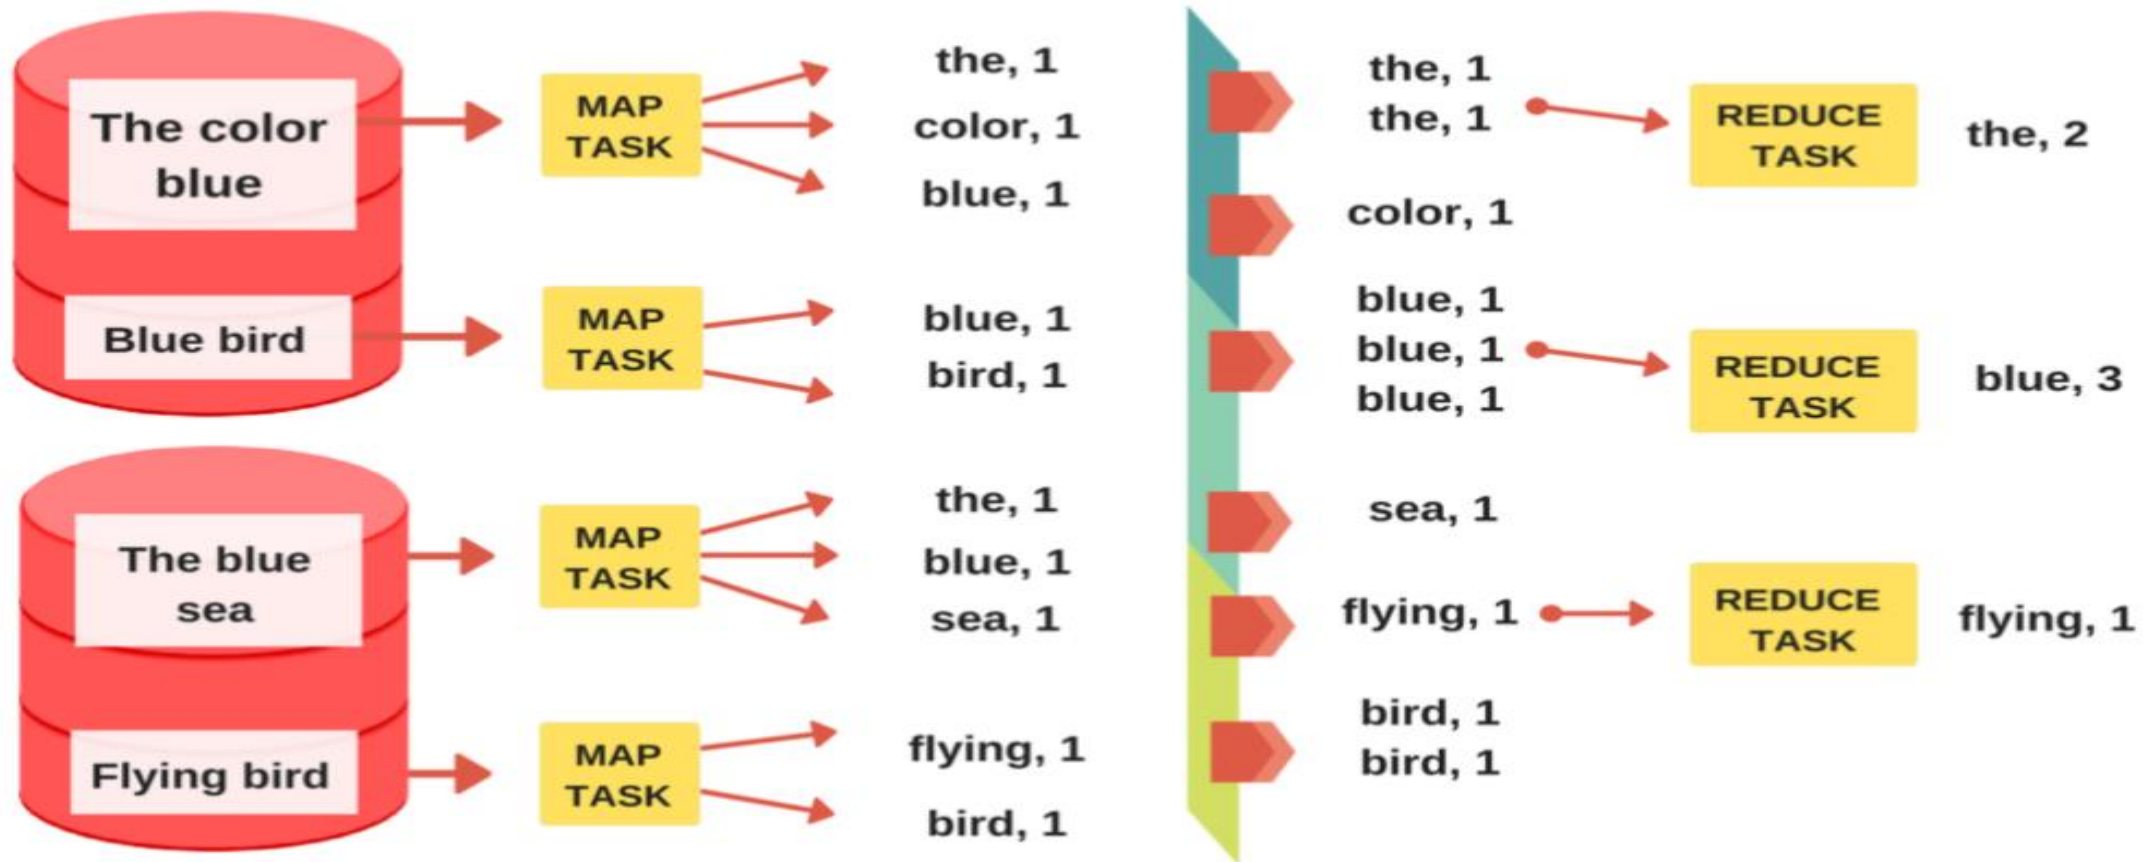 The color
blue
Blue bird
The blue
sea
Flying bird
MAP
TASK
MAP
TASK
MAP
TASK
MAP
TASK
the, 1
color, 1
blue, 1
blue, 1
bird, 1
the, 1
blue, 1
sea, 1
flying, 1
bird, 1
the, 1
the, 1
color, 1
blue, 1
blue, 1
blue, 1
sea, 1
flying, 1
bird, 1
bird, 1
REDUCE
TASK
REDUCE
TASK
REDUCE
TASK
the, 2
blue, 3
flying, 1